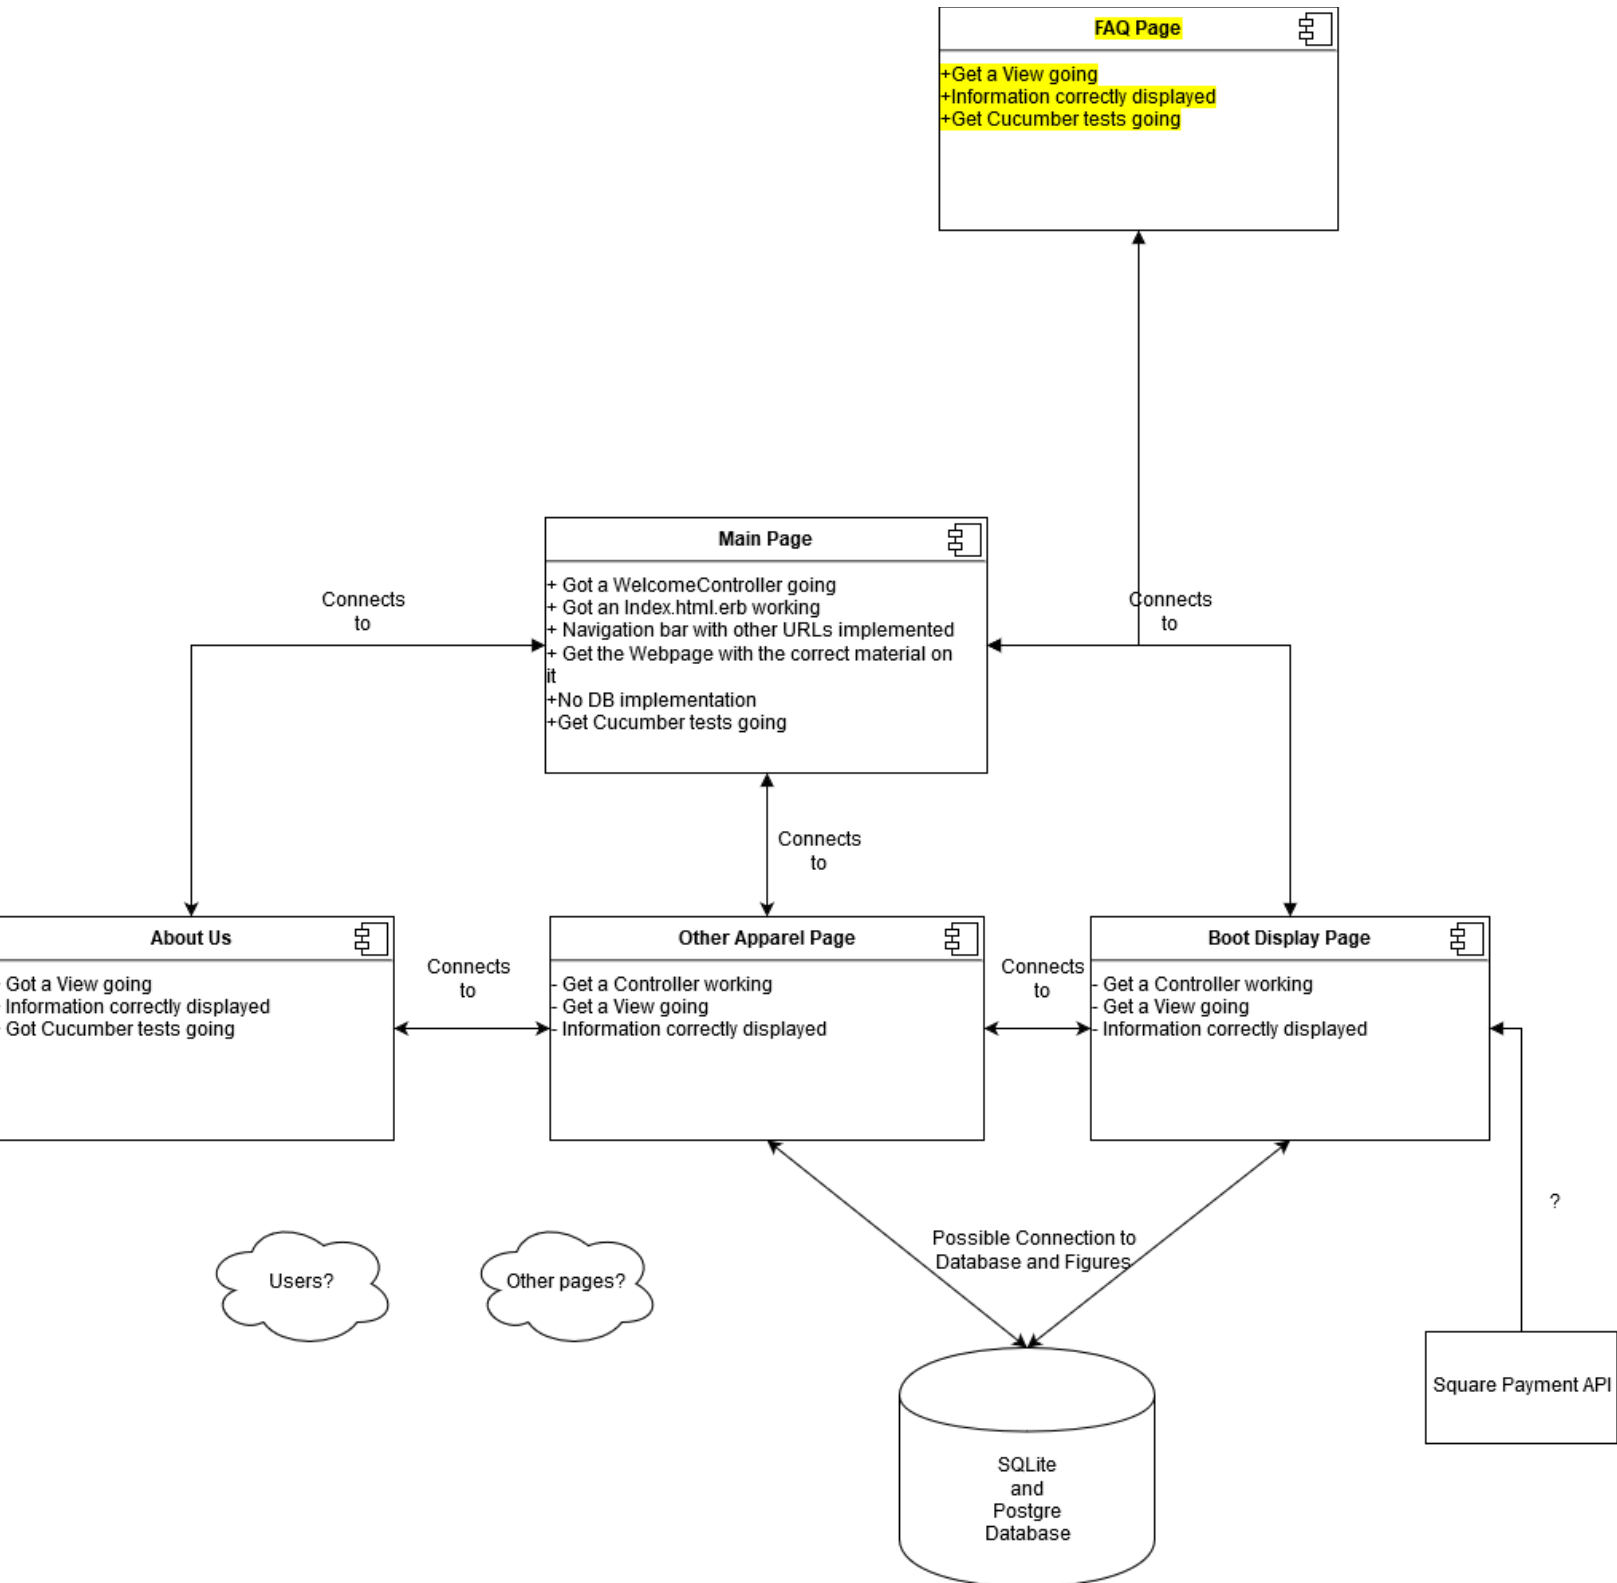 FAQ Page
+Get a View going
+Information correctly displayed
+Get Cucumber tests going
Main Page
+ Got a WelcomeController going
+ Got an Index.html.erb working
+ Navigation bar with other URLs implemented
+ Get the Webpage with the correct material on
it
+No DB implementation
+Get Cucumber tests going
Connects
to
Connects
to
Connects
to
About Us
Got a View going
Information correctly displayed
Got Cucumber tests going
Connects
to
Other Apparel Page
- Get a Controller working
- Get a View going
- Information correctly displayed
Connects
to
Boot Display Page
- Get a Controller working
- Get a View going
- Information correctly displayed
?
Possible Connection to
Database and Figures
Users?
Other pages?
Square Payment API
SQLite
and
Postgre
Database